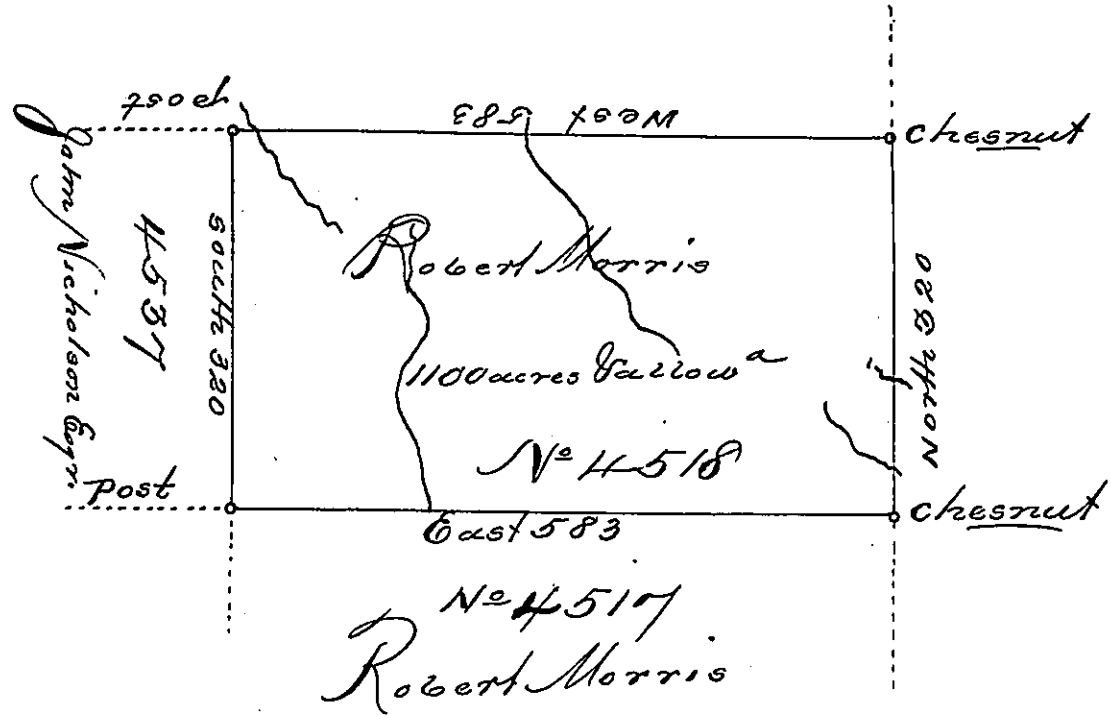 post
West 583
Chesnut
John Nicholson Esqr.
4537
South 320
Robert Morris
1100 acres & allowᵃ
Nº 4518
North 320
Post
East 583
Chesnut
Nº 4517
Robert Morris